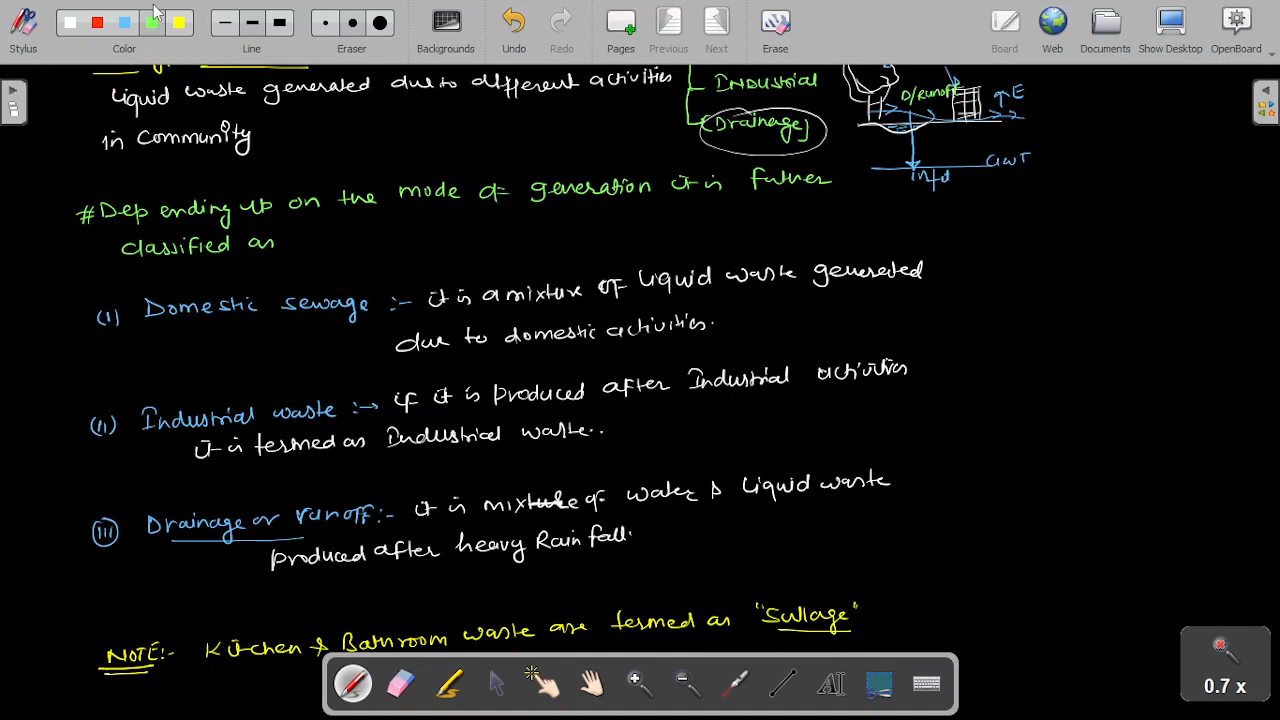 Stylus
Color
Line
Eraser
Backgrounds
Undo
Redo
Pages
Previous
Next
Erase
Board
Web
Documents
Show Desktop
OpenBoard
Liquid waste generated due to different activities
in Community
Industrial
(Drainage)
D/Runoff
E
GWT
#Depending up on the mode of generation it is further
classified as
(I) Domestic sewage :- it is a mixture of Liquid waste generated
due to domestic activities.
(II) Industrial waste :→ if it is produced after Industrial activities
it is termed as Industrial waste..
(III) Drainage or runoff:- it is mixture of water & Liquid waste
produced after heavy Rainfall.
NOTE:- Kitchen & Bathroom waste are termed as "Sullage"
0.7 x